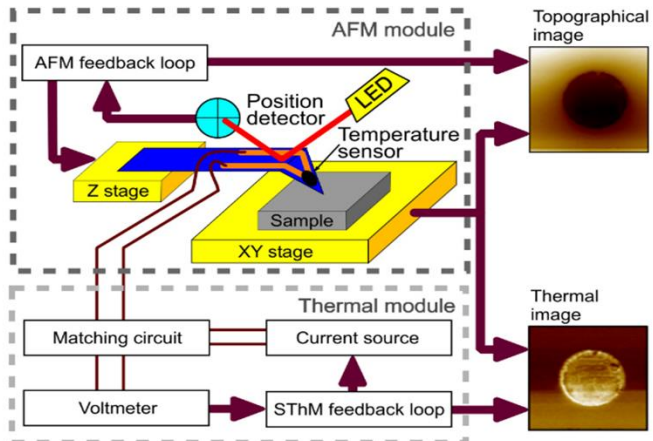 AFM module
Topographical
image
AFM feedback loop
LED
Position
detector
Temperature
sensor
Z stage
Sample
XY stage
Thermal module
Thermal
image
Matching circuit
Current source
Voltmeter
SThM feedback loop